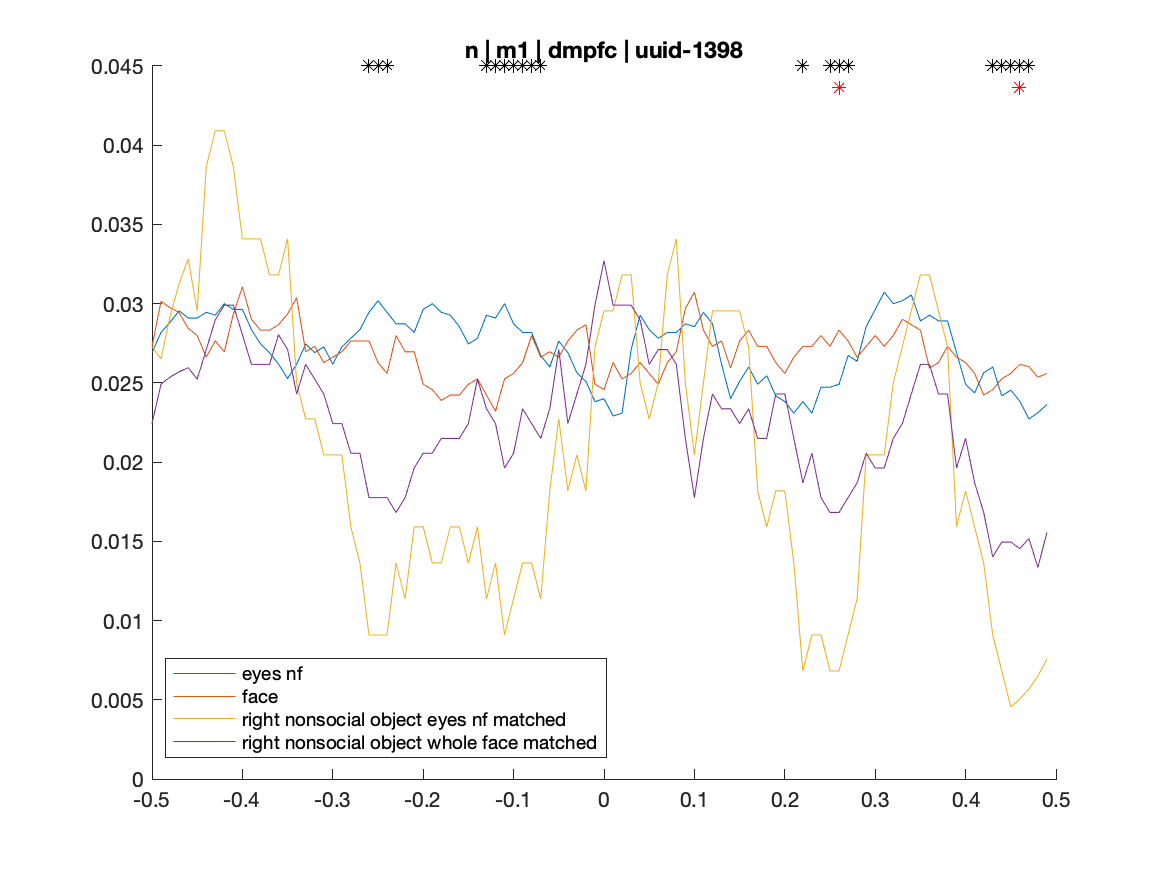 n | m1 | dmpfc | uuid-1398
0.045
0.04
0.035
0.03
0.025
0.02
0.015
0.01
0.005
0
eyes nf
face
right nonsocial object eyes nf matched
right nonsocial object whole face matched
-0.5 -0.4 -0.3 -0.2 -0.1 0 0.1 0.2 0.3 0.4 0.5